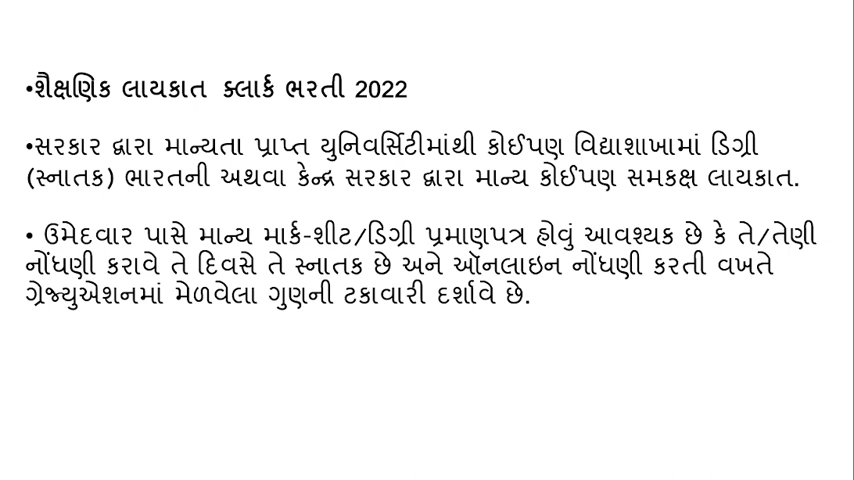 •શૈક્ષણિક લાયકાત ક્લાર્ક ભરતી 2022
•સરકાર દ્વારા માન્યતા પ્રાપ્ત યુનિવર્સિટીમાંથી કોઈપણ વિદ્યાશાખામાં ડિગ્રી
(સ્નાતક) ભારતની અથવા કેન્દ્ર સરકાર દ્વારા માન્ય કોઈપણ સમકક્ષ લાયકાત.
• ઉમેદવાર પાસે માન્ય માર્ક-શીટ/ડિગ્રી પ્રમાણપત્ર હોવું આવશ્યક છે કે તે/તેણી
નોંધણી કરાવે તે દિવસે તે સ્નાતક છે અને ઑનલાઇન નોંધણી કરતી વખતે
ગ્રેજ્યુએશનમાં મેળવેલા ગુણની ટકાવારી દર્શાવે છે.